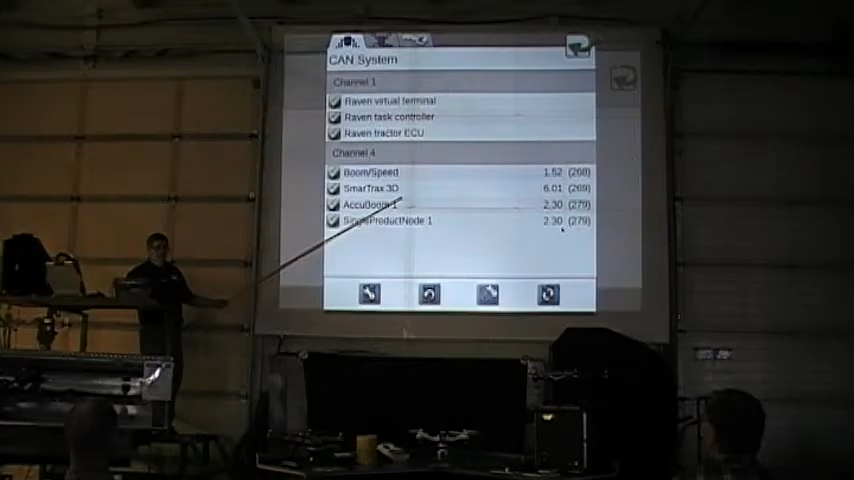 CAN System
Channel 1
Raven virtual terminal
Raven task controller
Raven tractor ECU
Channel 4
Boom/Speed 1.52 (268)
SmarTrax 3D 6.01 (269)
AccuBoom 1 2.30 (279)
SingleProductNode 1 2.30 (279)